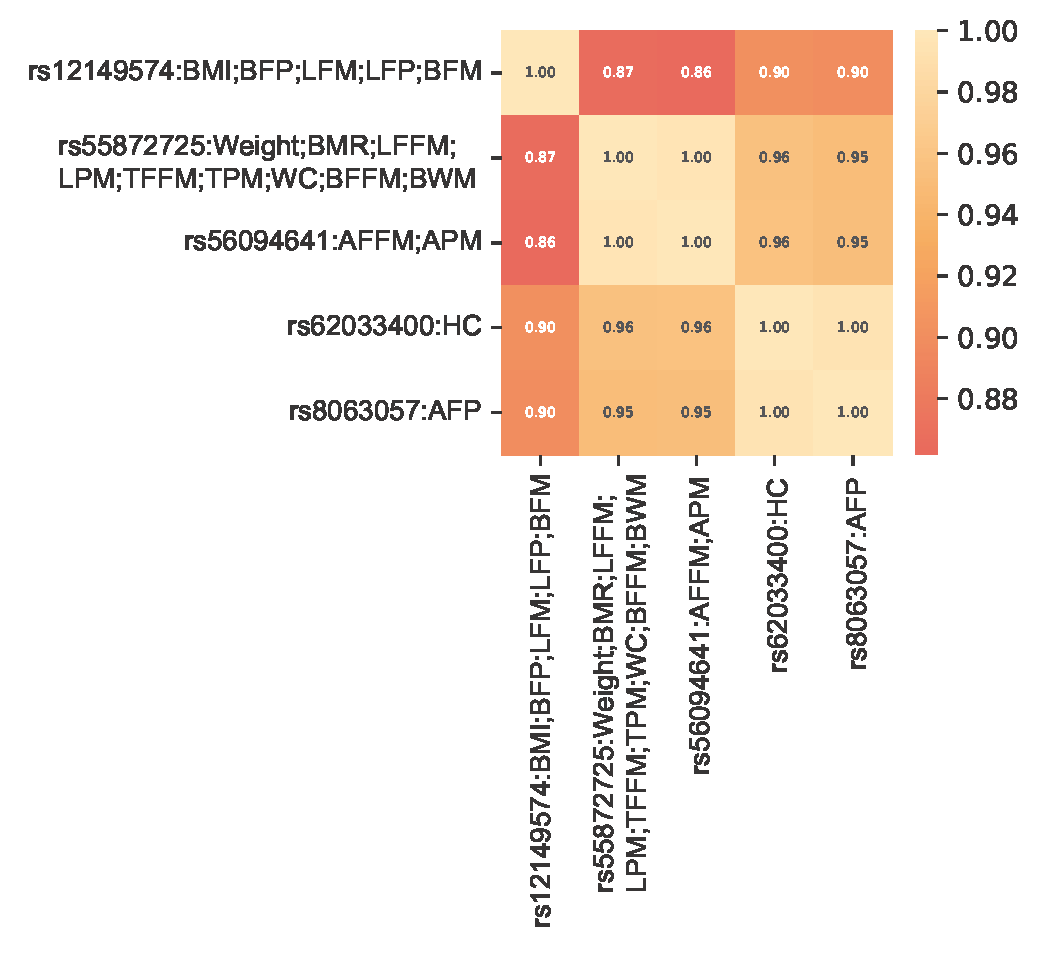 rs12149574:BMI;BFP;LFM;LFP;BFM
1.00 0.87 0.86 0.90 0.90
rs55872725:Weight;BMR;LFFM;
LPM;TFFM;TPM;WC;BFFM;BWM
0.87 1.00 1.00 0.96 0.95
rs56094641:AFFM;APM
0.86 1.00 1.00 0.96 0.95
rs62033400:HC
0.90 0.96 0.96 1.00 1.00
rs8063057:AFP
0.90 0.95 0.95 1.00 1.00
1.00
0.98
0.96
0.94
0.92
0.90
0.88
rs12149574:BMI;BFP;LFM;LFP;BFM
rs55872725:Weight;BMR;LFFM;
LPM;TFFM;TPM;WC;BFFM;BWM
rs56094641:AFFM;APM
rs62033400:HC
rs8063057:AFP